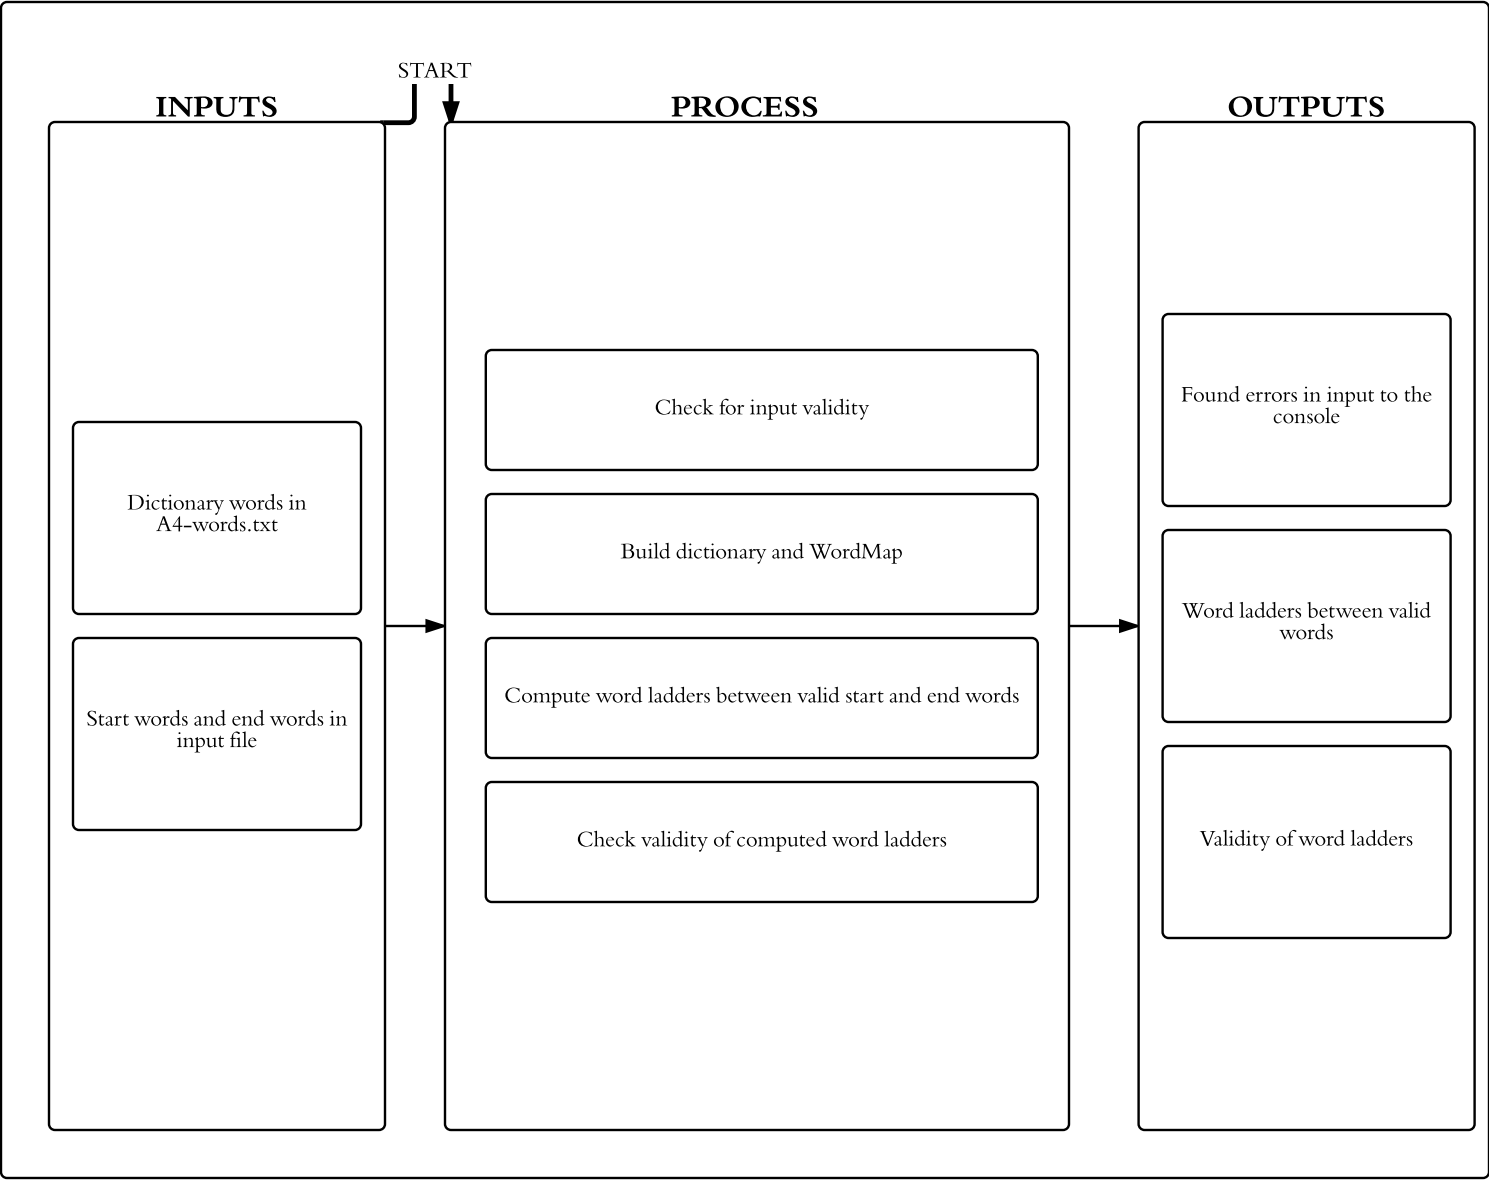 START
INPUTS
PROCESS
OUTPUTS
Dictionary words in
A4-words.txt
Start words and end words in
input file
Check for input validity
Build dictionary and WordMap
Compute word ladders between valid start and end words
Check validity of computed word ladders
Found errors in input to the
console
Word ladders between valid
words
Validity of word ladders